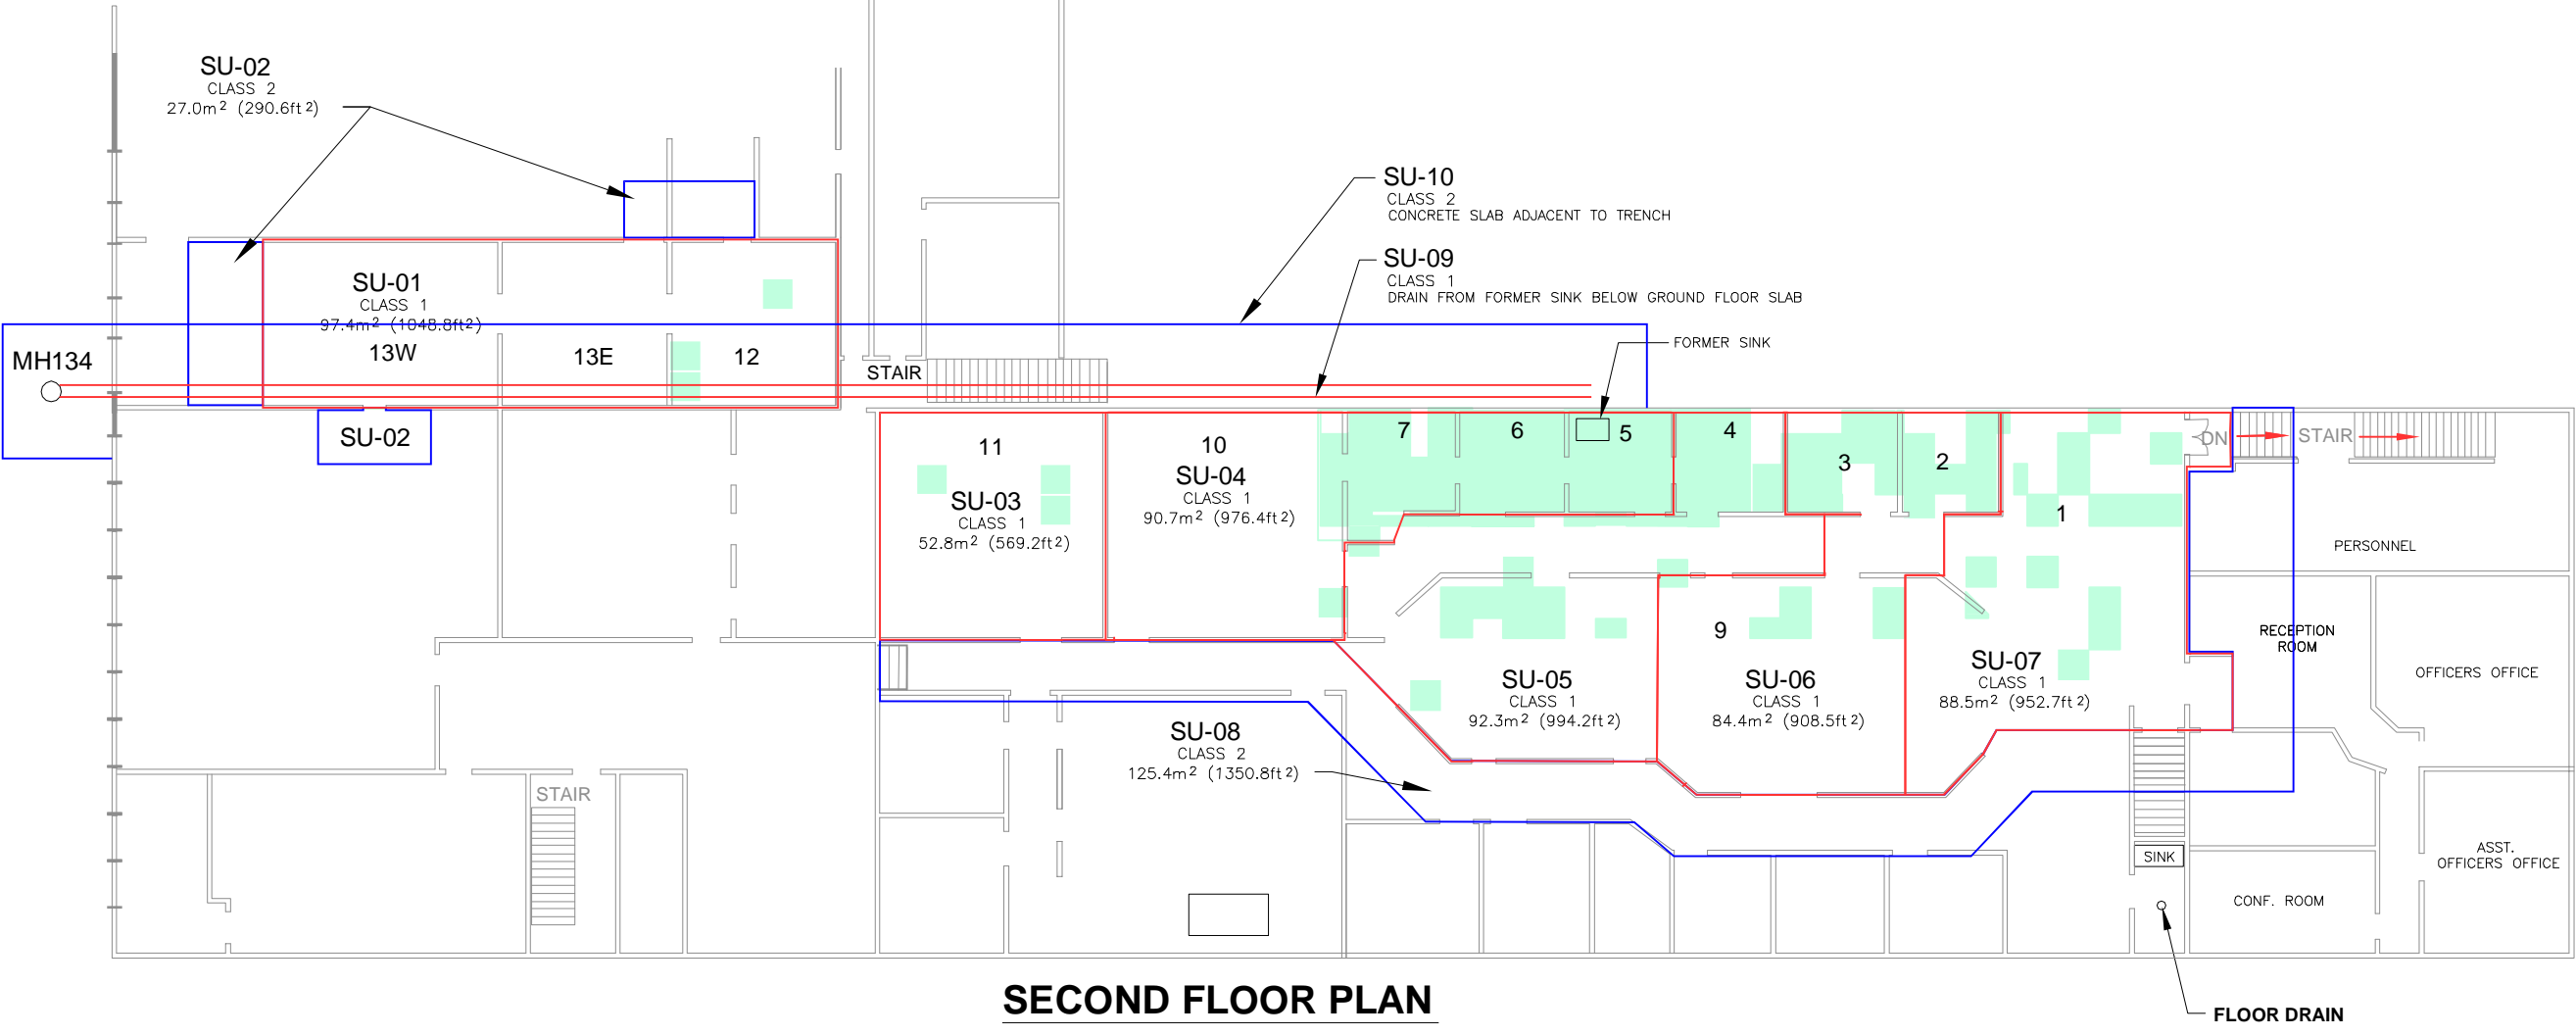 SU-02
CLASS 2
27.0m² (290.6ft²)
SU-10
CLASS 2
CONCRETE SLAB ADJACENT TO TRENCH
SU-09
CLASS 1
DRAIN FROM FORMER SINK BELOW GROUND FLOOR SLAB
SU-01
CLASS 1
97.4m² (1048.8ft²)
13W
13E
12
MH134
STAIR
FORMER SINK
SU-02
11
SU-03
CLASS 1
52.8m² (569.2ft²)
10
SU-04
CLASS 1
90.7m² (976.4ft²)
7
6
5
4
3
2
1
DN
STAIR
PERSONNEL
RECEPTION
ROOM
OFFICERS OFFICE
9
SU-05
CLASS 1
92.3m² (994.2ft²)
SU-06
CLASS 1
84.4m² (908.5ft²)
SU-07
CLASS 1
88.5m² (952.7ft²)
SU-08
CLASS 2
125.4m² (1350.8ft²)
STAIR
SINK
ASST.
OFFICERS OFFICE
CONF. ROOM
SECOND FLOOR PLAN
FLOOR DRAIN